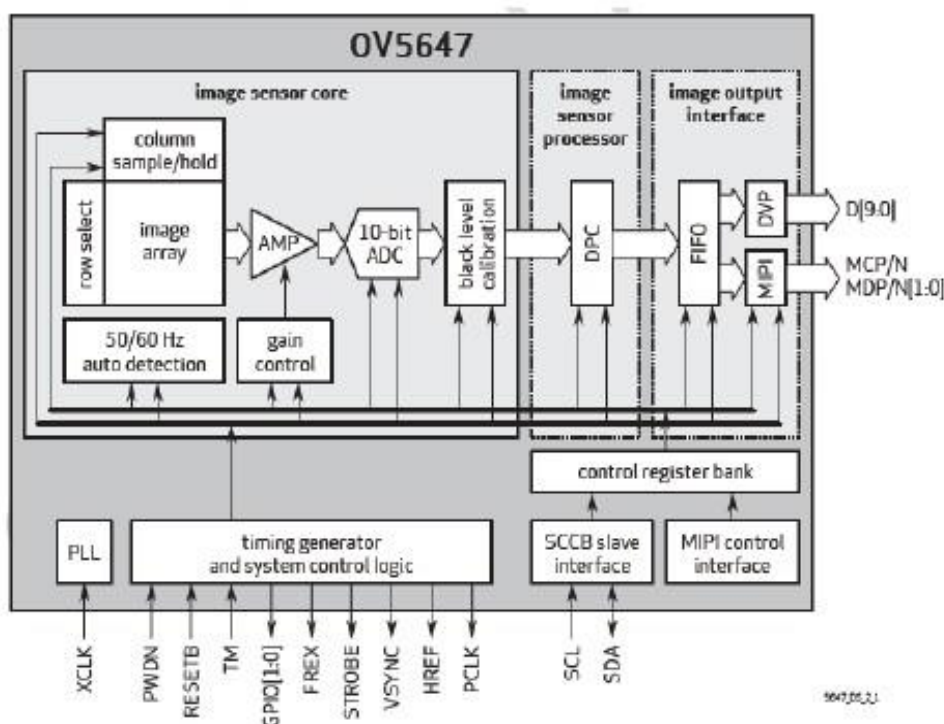 OV5647
image sensor core
image
sensor
processor
image output
interface
column
sample/hold
row select
image
array
AMP
10-bit
ADC
black level
calibration
DPC
FIFO
DVP
MIPI
D[9:0]
MCP/N
MDP/N[1:0]
50/60 Hz
auto detection
gain
control
control register bank
PLL
timing generator
and system control logic
SCCB slave
interface
MIPI control
interface
XCLK
PWDN
RESETB
TM
GPIO[1:0]
FREX
STROBE
VSYNC
HREF
PCLK
SCL
SDA
5647_DS_2_1